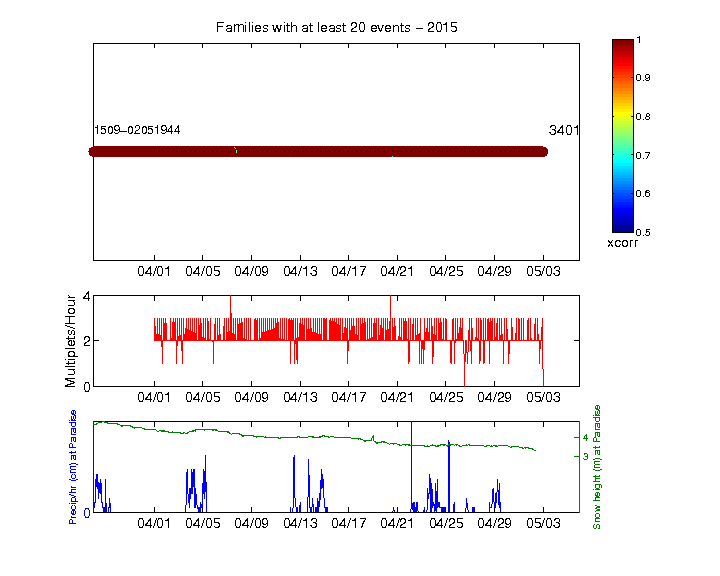 Families with at least 20 events − 2015
1509−02051944
3401
1
0.9
0.8
0.7
0.6
0.5
xcorr
04/01 04/05 04/09 04/13 04/17 04/21 04/25 04/29 05/03
Multiplets/Hour
4
2
0
04/01 04/05 04/09 04/13 04/17 04/21 04/25 04/29 05/03
Precip/hr (cm) at Paradise
0
4
3
Snow height (m) at Paradise
04/01 04/05 04/09 04/13 04/17 04/21 04/25 04/29 05/03